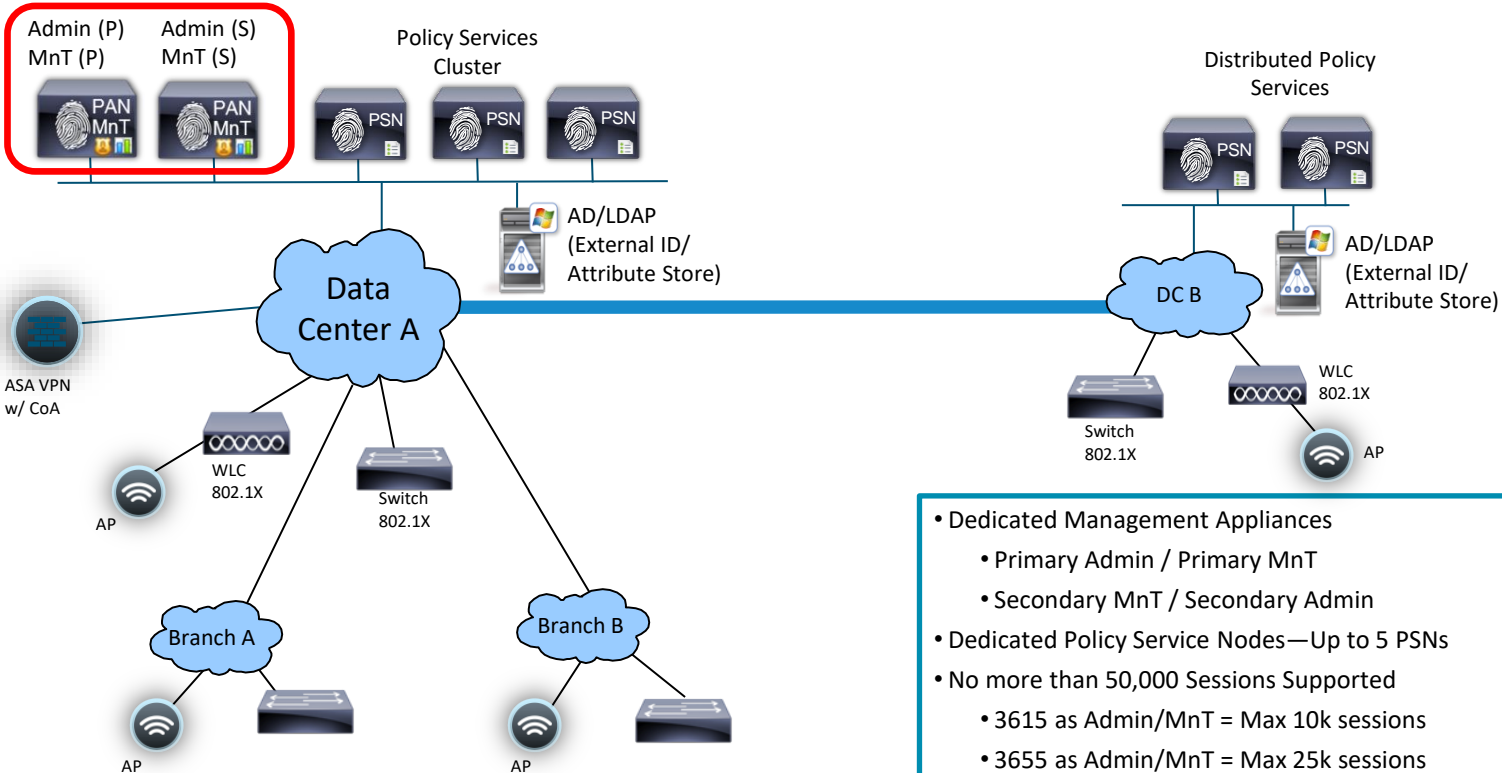 Admin (P)
MnT (P)
Admin (S)
MnT (S)
PAN
MnT
PAN
MnT
Policy Services
Cluster
PSN
PSN
PSN
Distributed Policy
Services
PSN
PSN
AD/LDAP
(External ID/
Attribute Store)
AD/LDAP
(External ID/
Attribute Store)
Data
Center A
DC B
ASA VPN
w/ CoA
WLC
802.1X
AP
Switch
802.1X
Switch
802.1X
WLC
802.1X
AP
Branch A
AP
Branch B
AP
• Dedicated Management Appliances
• Primary Admin / Primary MnT
• Secondary MnT / Secondary Admin
• Dedicated Policy Service Nodes—Up to 5 PSNs
• No more than 50,000 Sessions Supported
• 3615 as Admin/MnT = Max 10k sessions
• 3655 as Admin/MnT = Max 25k sessions